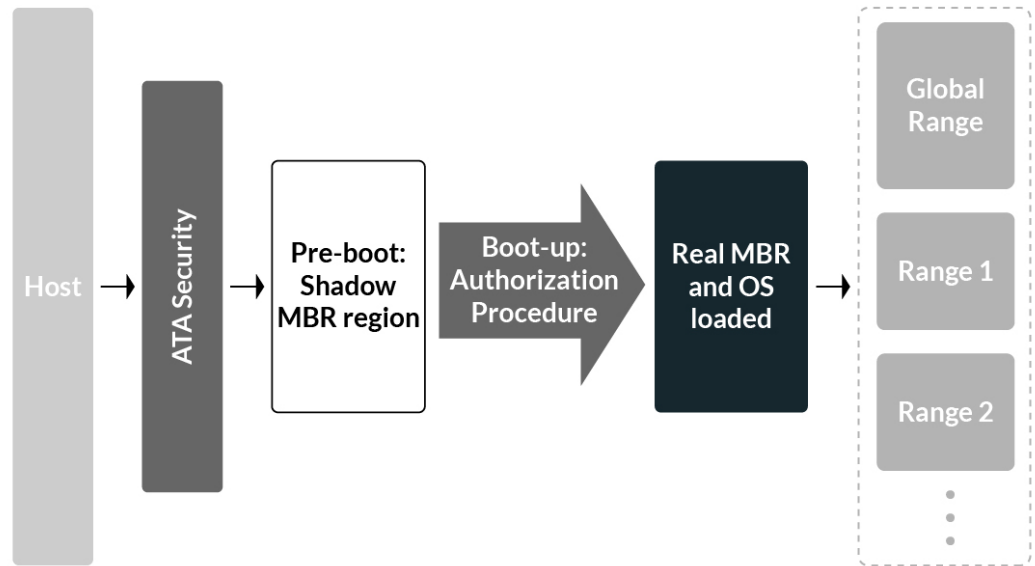 Host
ATA Security
Pre-boot:
Shadow
MBR region
Boot-up:
Authorization
Procedure
Real MBR
and OS
loaded
Global
Range
Range 1
Range 2